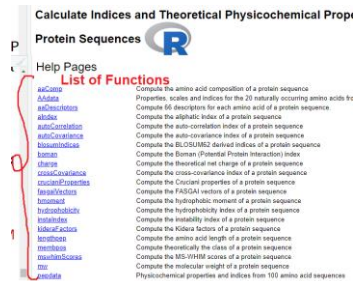 Calculate Indices and Theoretical Physicochemical Prope
Protein Sequences R
P
Help Pages
List of Functions
aaComp Compute the amino acid composition of a protein sequence
AAdata Properties, scales and indices for the 20 naturally occurring amino acids fro
aaDescriptors Compute 66 descriptors for each amino acid of a protein sequence
aIndex Compute the aliphatic index of a protein sequence
autoCorrelation Compute the auto-correlation index of a protein sequence
autoCovariance Compute the auto-covariance index of a protein sequence
blosumIndices Compute the BLOSUM62 derived indices of a protein sequence
boman Compute the Boman (Potential Protein Interaction) index
charge Compute the theoretical net charge of a protein sequence
crossCovariance Compute the cross-covariance index of a protein sequence
crucianiProperties Compute the Cruciani properties of a protein sequence
fasgaiVectors Compute the FASGAI vectors of a protein sequence
hmoment Compute the hydrophobic moment of a protein sequence
hydrophobicity Compute the hydrophobicity index of a protein sequence
instaIndex Compute the instability index of a protein sequence
kideraFactors Compute the Kidera factors of a protein sequence
lengthpep Compute the amino acid length of a protein sequence
membpos Compute theoretically the class of a protein sequence
mswhimScores Compute the MS-WHIM scores of a protein sequence
mw Compute the molecular weight of a protein sequence
pepdata Physicochemical properties and indices from 100 amino acid sequences